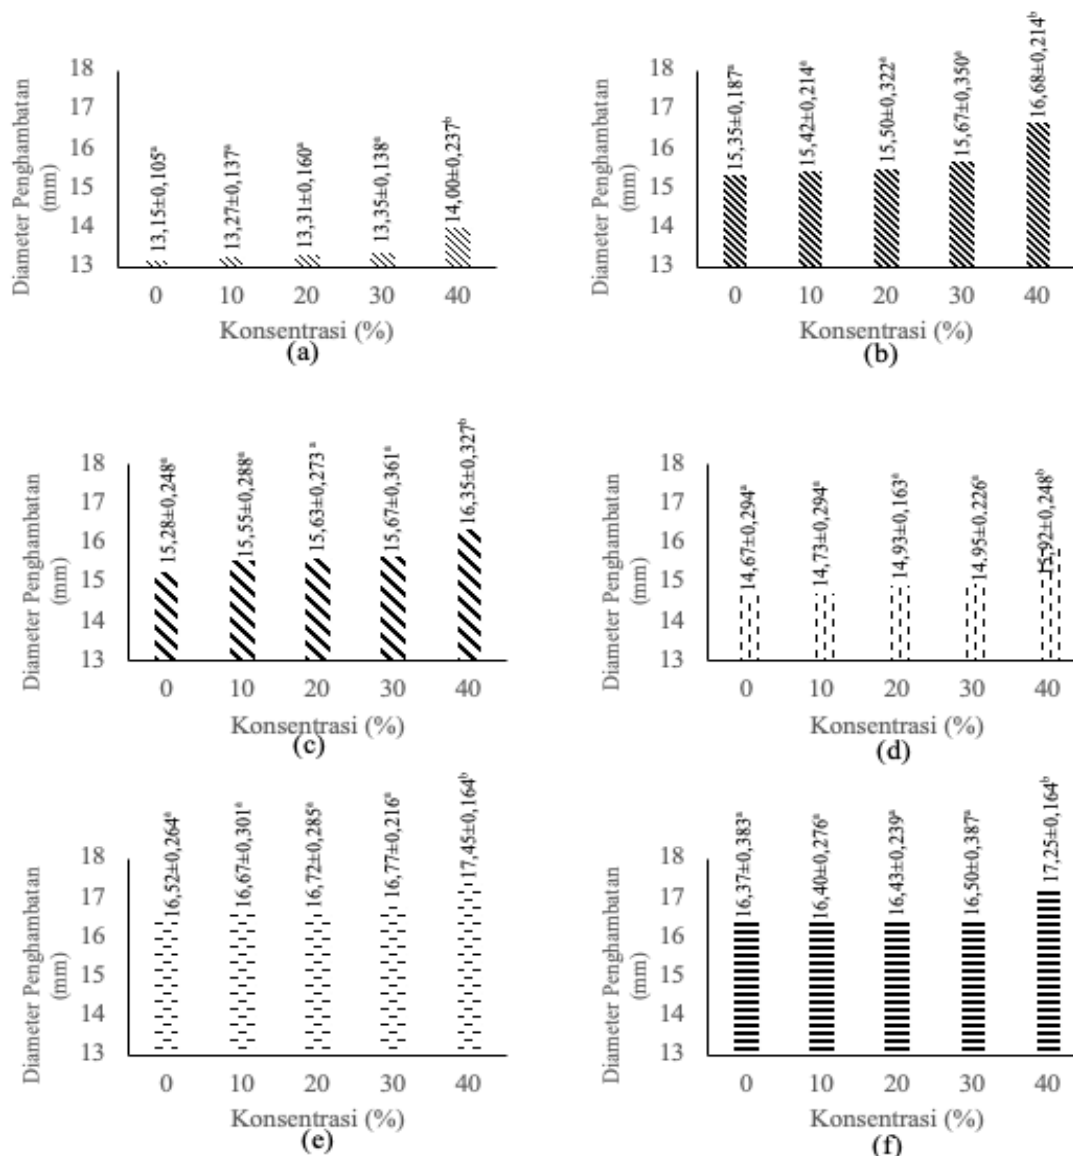 Diameter Penghambatan
(mm)
18
17
16
15
14
13
13,15±0,105ᵃ
13,27±0,137ᵃ
13,31±0,160ᵃ
13,35±0,138ᵃ
14,00±0,237ᵇ
0 10 20 30 40
Konsentrasi (%)
(a)
Diameter Penghambatan
(mm)
18
17
16
15
14
13
15,35±0,187ᵃ
15,42±0,214ᵃ
15,50±0,322ᵃ
15,67±0,350ᵃ
16,68±0,214ᵇ
0 10 20 30 40
Konsentrasi (%)
(b)
Diameter Penghambatan
(mm)
18
17
16
15
14
13
15,28±0,248ᵃ
15,55±0,288ᵃ
15,63±0,273 ᵃ
15,67±0,361ᵃ
16,35±0,327ᵇ
0 10 20 30 40
Konsentrasi (%)
(c)
Diameter Penghambatan
(mm)
18
17
16
15
14
13
14,67±0,294ᵃ
14,73±0,294ᵃ
14,93±0,163ᵃ
14,95±0,226ᵃ
15,92±0,248ᵇ
0 10 20 30 40
Konsentrasi (%)
(d)
Diameter Penghambatan
(mm)
18
17
16
15
14
13
16,52±0,264ᵃ
16,67±0,301ᵃ
16,72±0,285ᵃ
16,77±0,216ᵃ
17,45±0,164ᵇ
0 10 20 30 40
Konsentrasi (%)
(e)
Diameter Penghambatan
(mm)
18
17
16
15
14
13
16,37±0,383ᵃ
16,40±0,276ᵃ
16,43±0,239ᵃ
16,50±0,387ᵃ
17,25±0,164ᵇ
0 10 20 30 40
Konsentrasi (%)
(f)